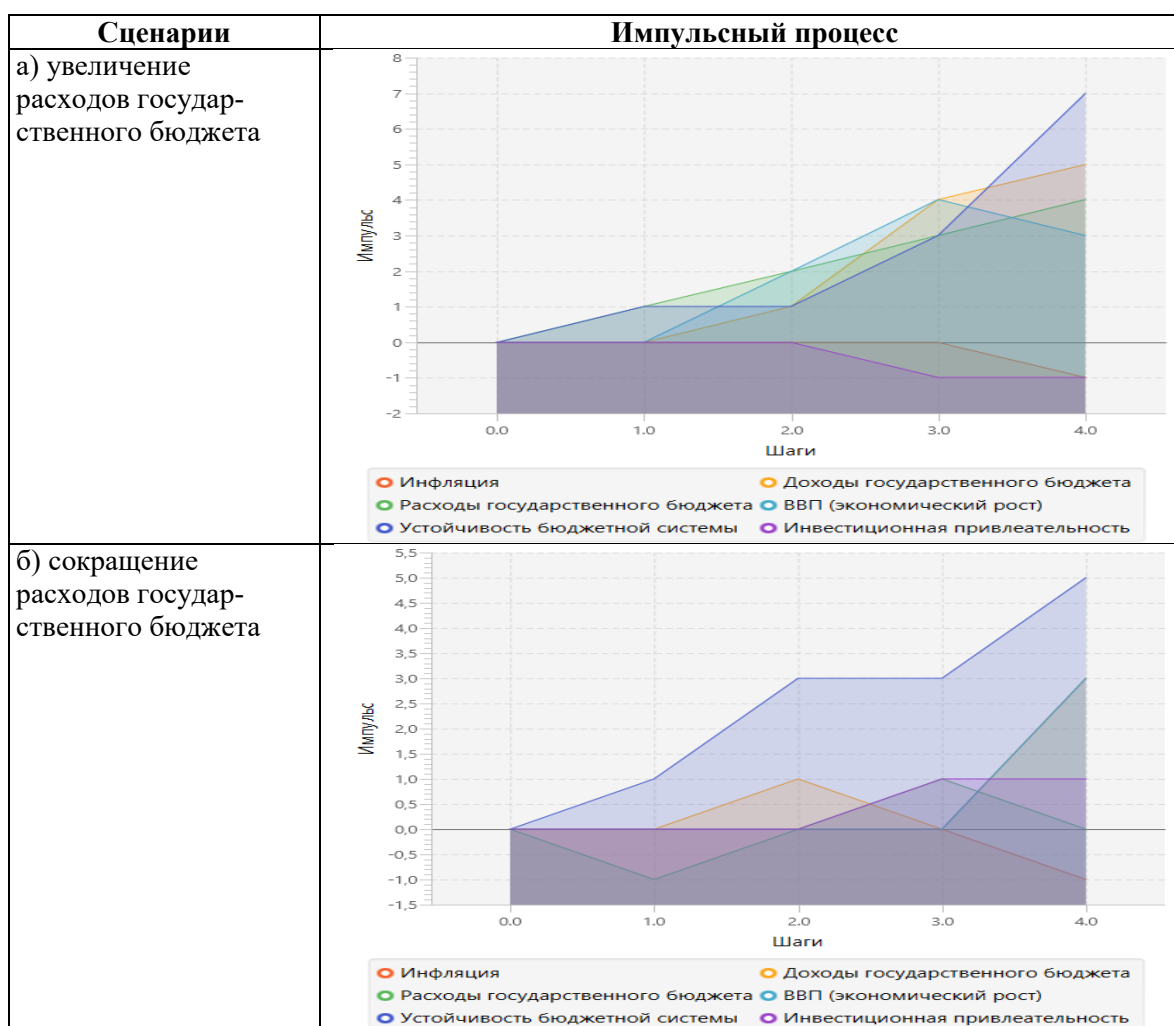 Сценарии Импульсный процесс
а) увеличение
расходов государ-
ственного бюджета
8
7
6
5
4
3
2
1
0
-1
-2
Импульс
0.0 1.0 2.0 3.0 4.0
Шаги
Инфляция Доходы государственного бюджета
Расходы государственного бюджета ВВП (экономический рост)
Устойчивость бюджетной системы Инвестиционная привлеательность
б) сокращение
расходов государ-
ственного бюджета
5,5
5,0
4,5
4,0
3,5
3,0
2,5
2,0
1,5
1,0
0,5
0,0
-0,5
-1,0
-1,5
Импульс
0.0 1.0 2.0 3.0 4.0
Шаги
Инфляция Доходы государственного бюджета
Расходы государственного бюджета ВВП (экономический рост)
Устойчивость бюджетной системы Инвестиционная привлеательность